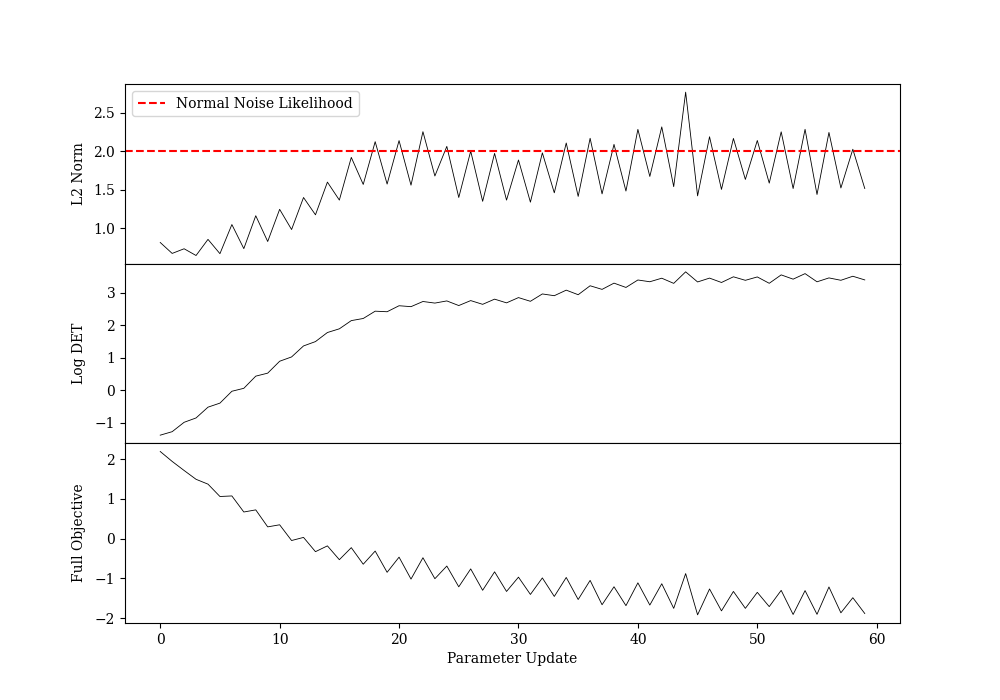 Normal Noise Likelihood
2.5
2.0
1.5
1.0
L2 Norm
3
2
1
0
−1
Log DET
2
1
0
−1
−2
Full Objective
0 10 20 30 40 50 60
Parameter Update